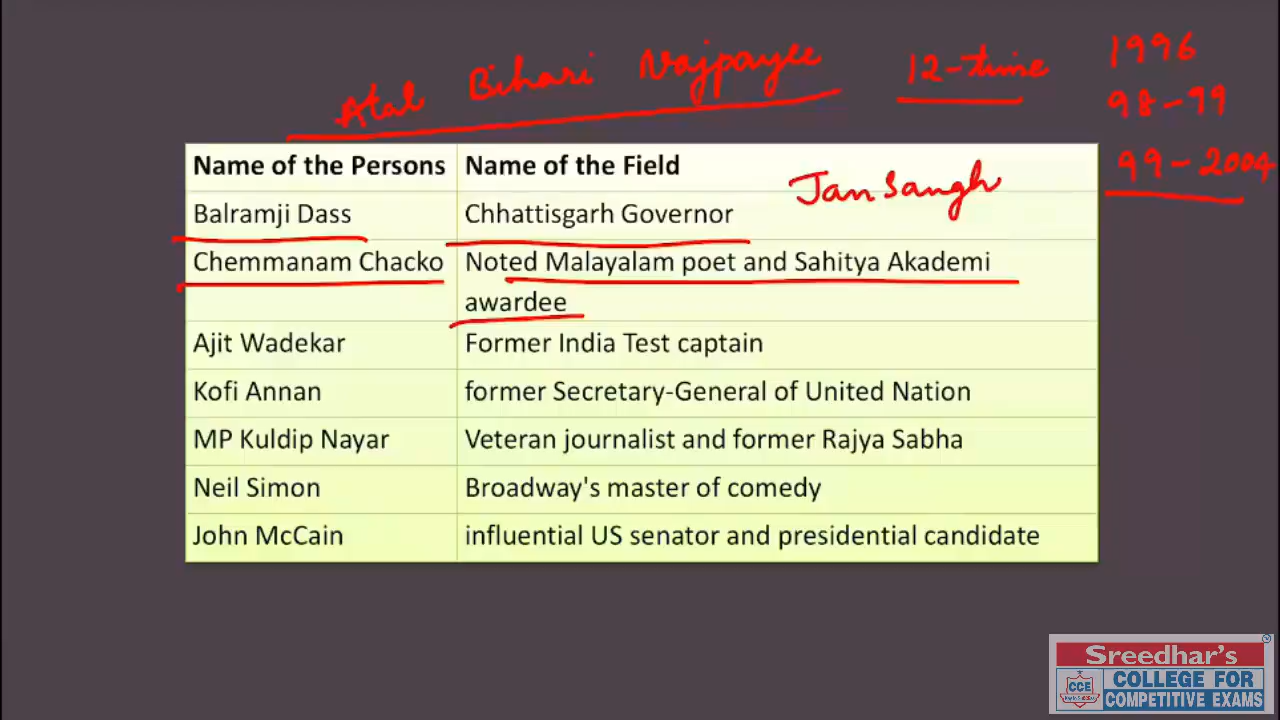 Atal Bihari Vajpayee 12-time 1996
98-99
99-2004
Name of the Persons Name of the Field
Jan Sangh
Balramji Dass Chhattisgarh Governor
Chemmanam Chacko Noted Malayalam poet and Sahitya Akademi
awardee
Ajit Wadekar Former India Test captain
Kofi Annan former Secretary-General of United Nation
MP Kuldip Nayar Veteran journalist and former Rajya Sabha
Neil Simon Broadway's master of comedy
John McCain influential US senator and presidential candidate
Sreedhar's
CCE
COLLEGE FOR
COMPETITIVE EXAMS